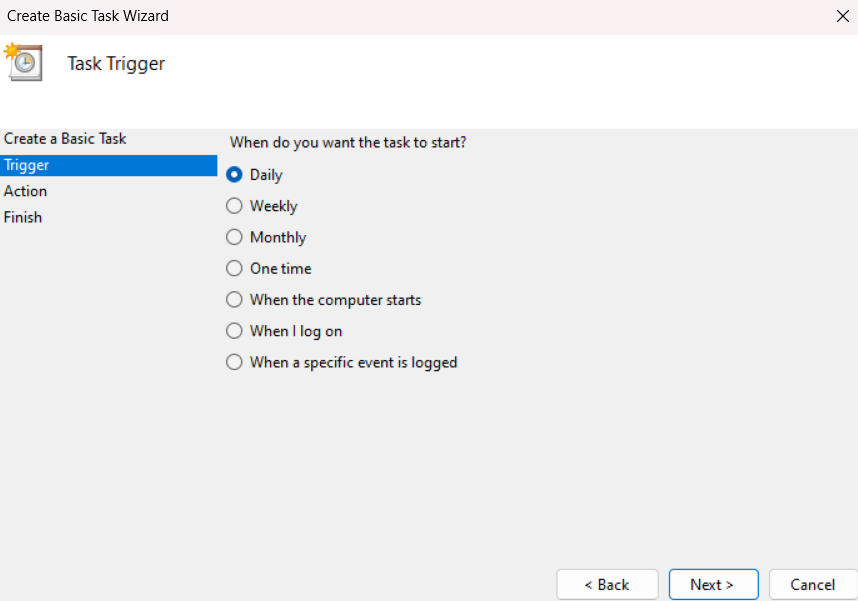 Create Basic Task Wizard
Task Trigger
Create a Basic Task
Trigger
Action
Finish
When do you want the task to start?
Daily
Weekly
Monthly
One time
When the computer starts
When I log on
When a specific event is logged
< Back
Next >
Cancel